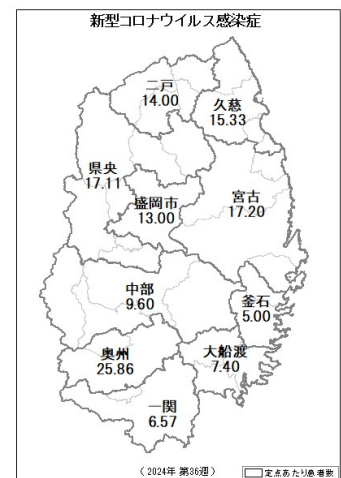 新型コロナウイルス感染症
二戸
14.00
久慈
15.33
県央
17.11
盛岡市
13.00
宮古
17.20
中部
9.60
釜石
5.00
奥州
25.86
大船渡
7.40
一関
6.57
（2024年 第36週）
定点あたり患者数